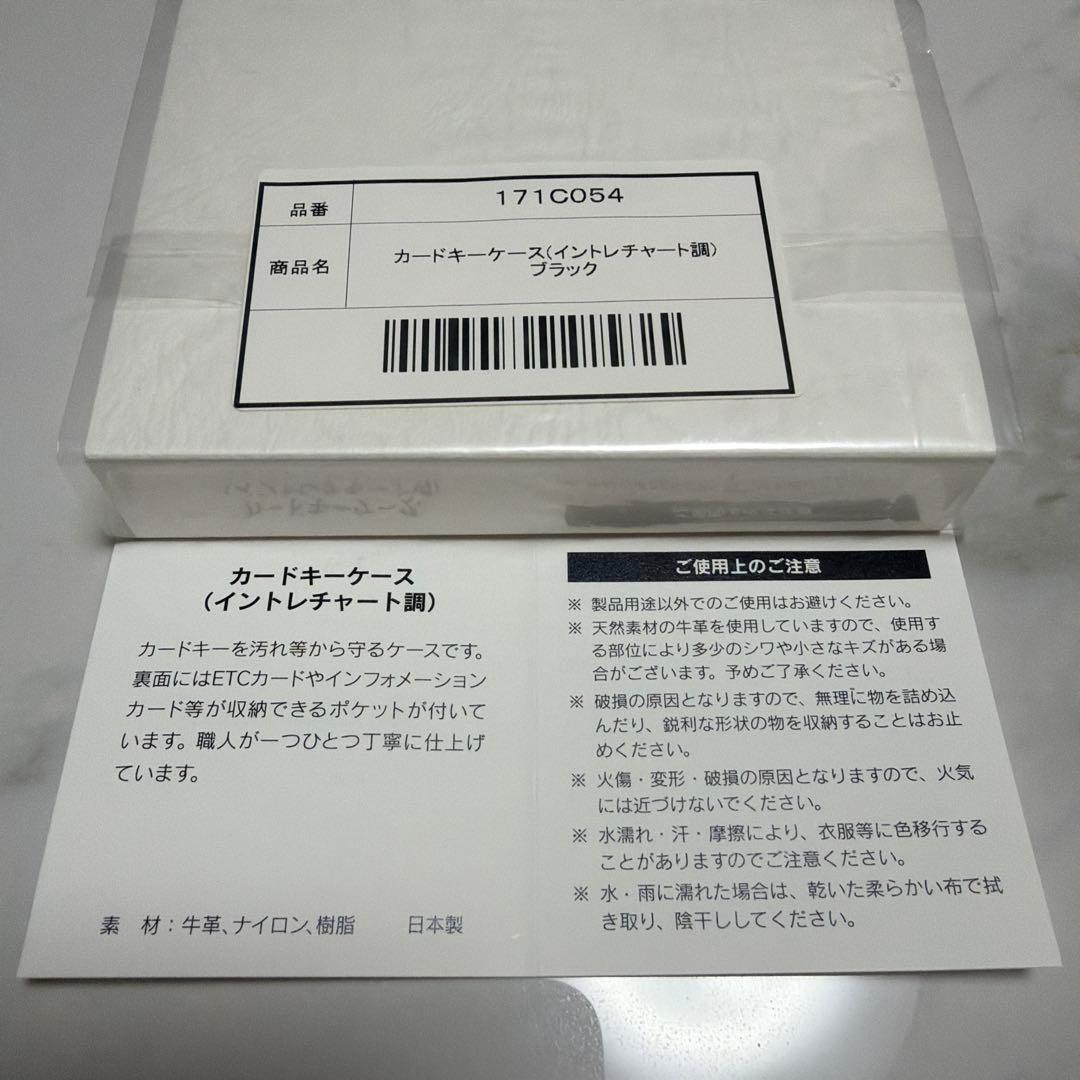 品番 171C054
商品名 カードキーケース(イントレチャート調)
ブラック
カードキーケース
(イントレチャート調)
カードキーを汚れ等から守るケースです。
裏面にはETCカードやインフォメーション
カード等が収納できるポケットが付いて
います。職人が一つひとつ丁寧に仕上げ
ています。
素 材:牛革、ナイロン、樹脂 日本製
ご使用上のご注意
※ 製品用途以外でのご使用はお避けください。
※ 天然素材の牛革を使用していますので、使用す
る部位により多少のシワや小さなキズがある場
合がございます。予めご了承ください。
※ 破損の原因となりますので、無理に物を詰め込
んだり、鋭利な形状の物を収納することはお止
めください。
※ 火傷・変形・破損の原因となりますので、火気
には近づけないでください。
※ 水濡れ・汗・摩擦により、衣服等に色移行する
ことがありますのでご注意ください。
※ 水・雨に濡れた場合は、乾いた柔らかい布で拭
き取り、陰干ししてください。